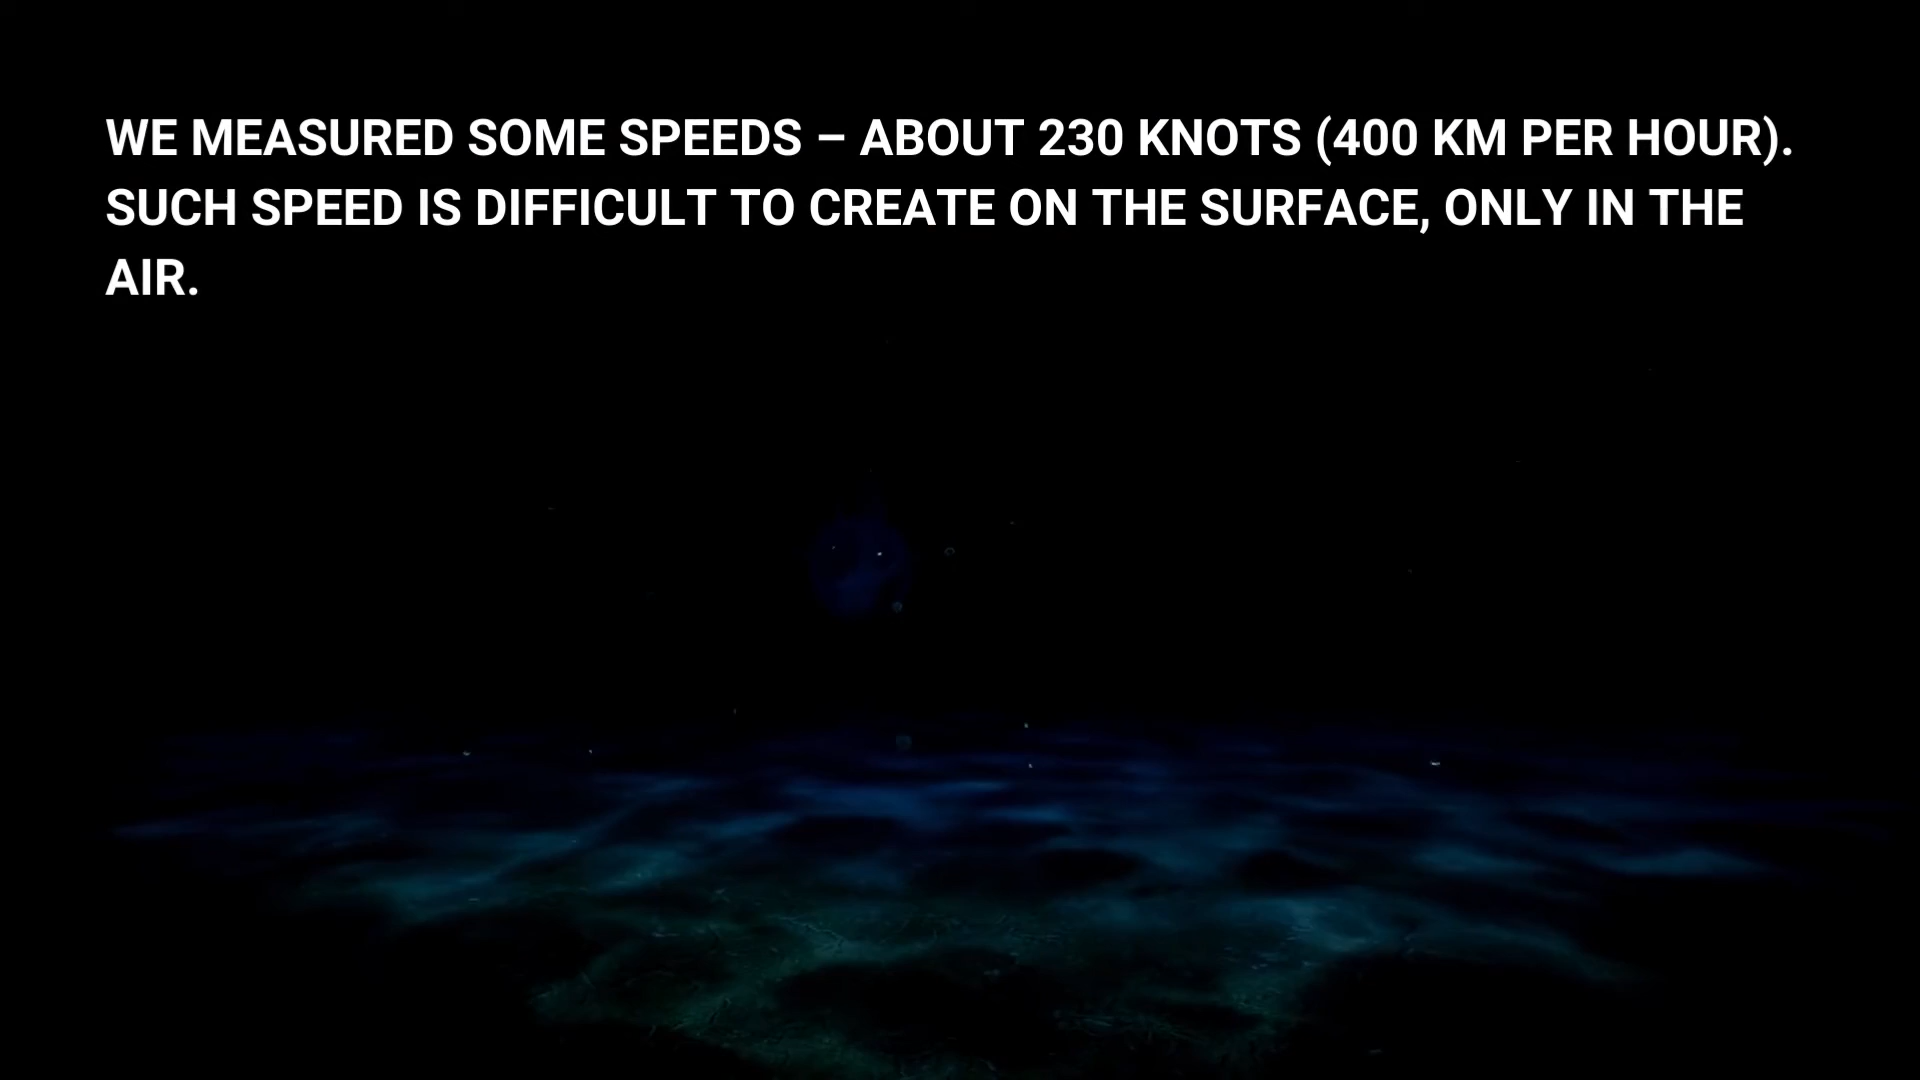 WE MEASURED SOME SPEEDS – ABOUT 230 KNOTS (400 KM PER HOUR).
SUCH SPEED IS DIFFICULT TO CREATE ON THE SURFACE, ONLY IN THE
AIR.